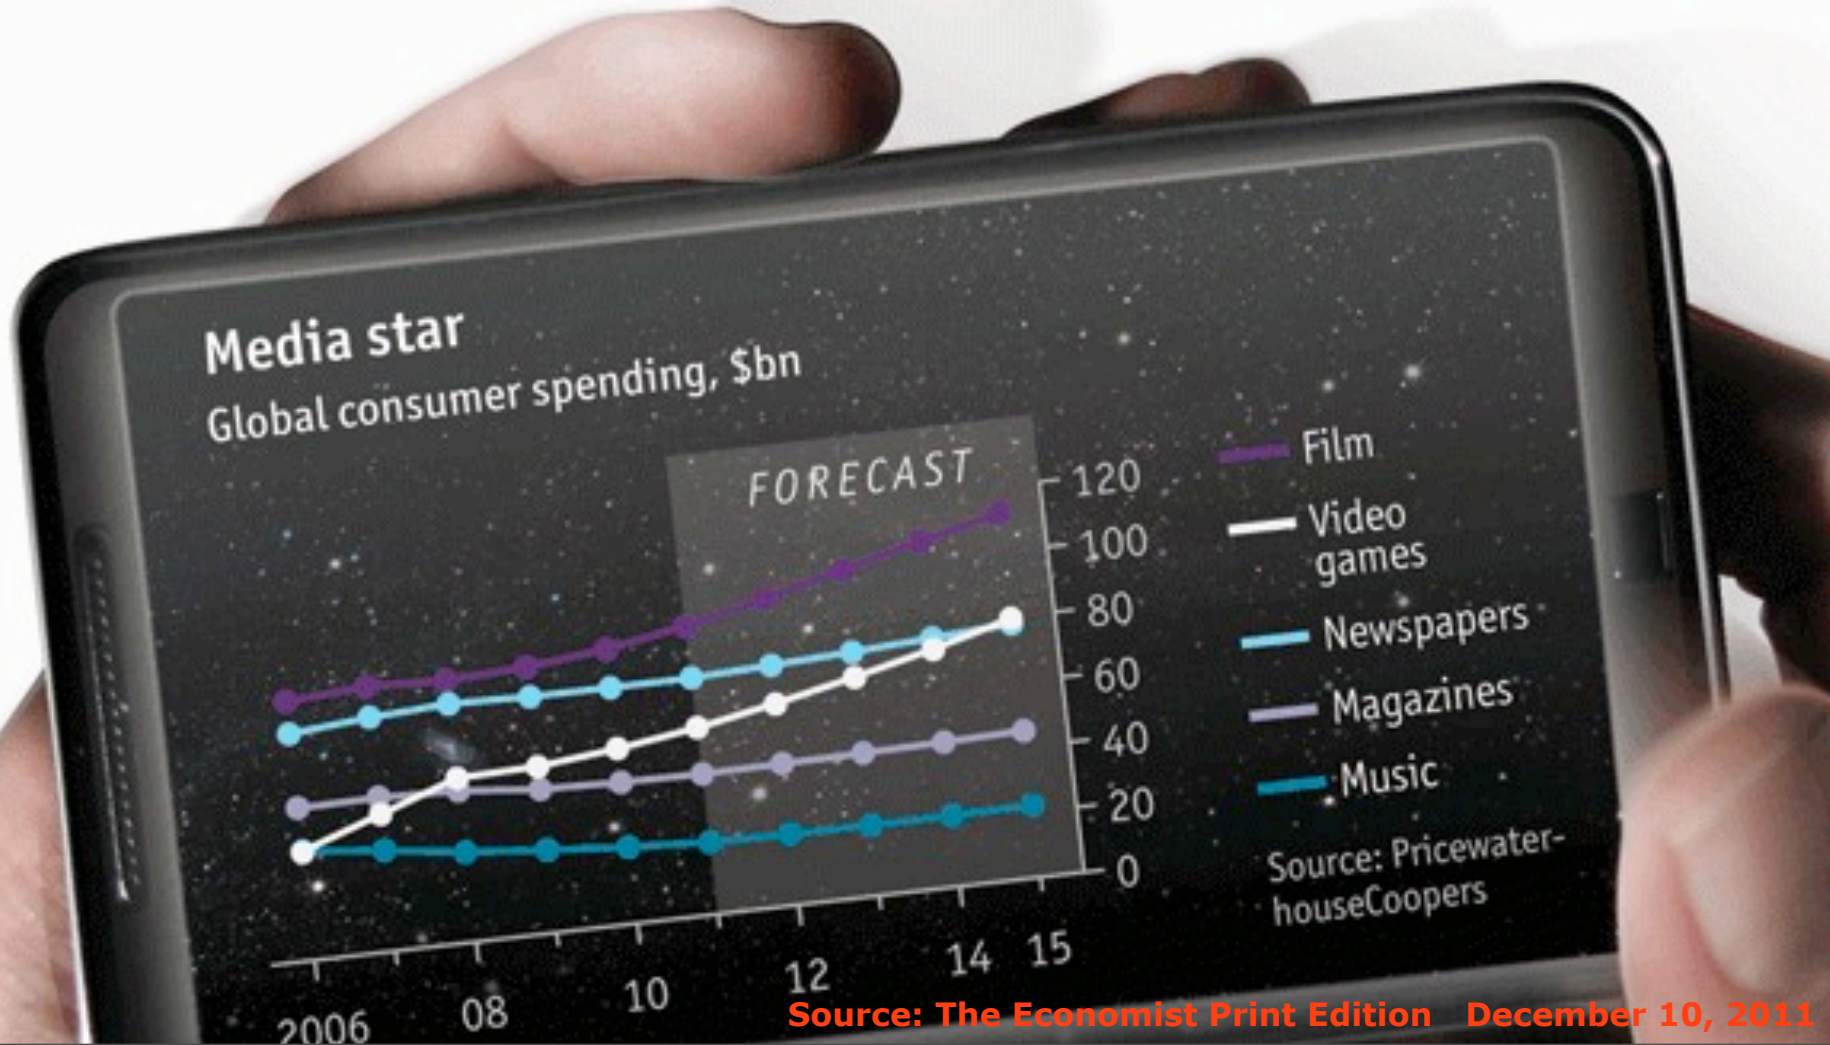 Media star
Global consumer spending, $bn
FORECAST
120
100
80
60
40
20
0
2006
08
10
12
14
15
Film
Video
games
Newspapers
Magazines
Music
Source: Pricewater-
houseCoopers
Source: The Economist Print Edition December 10, 2011